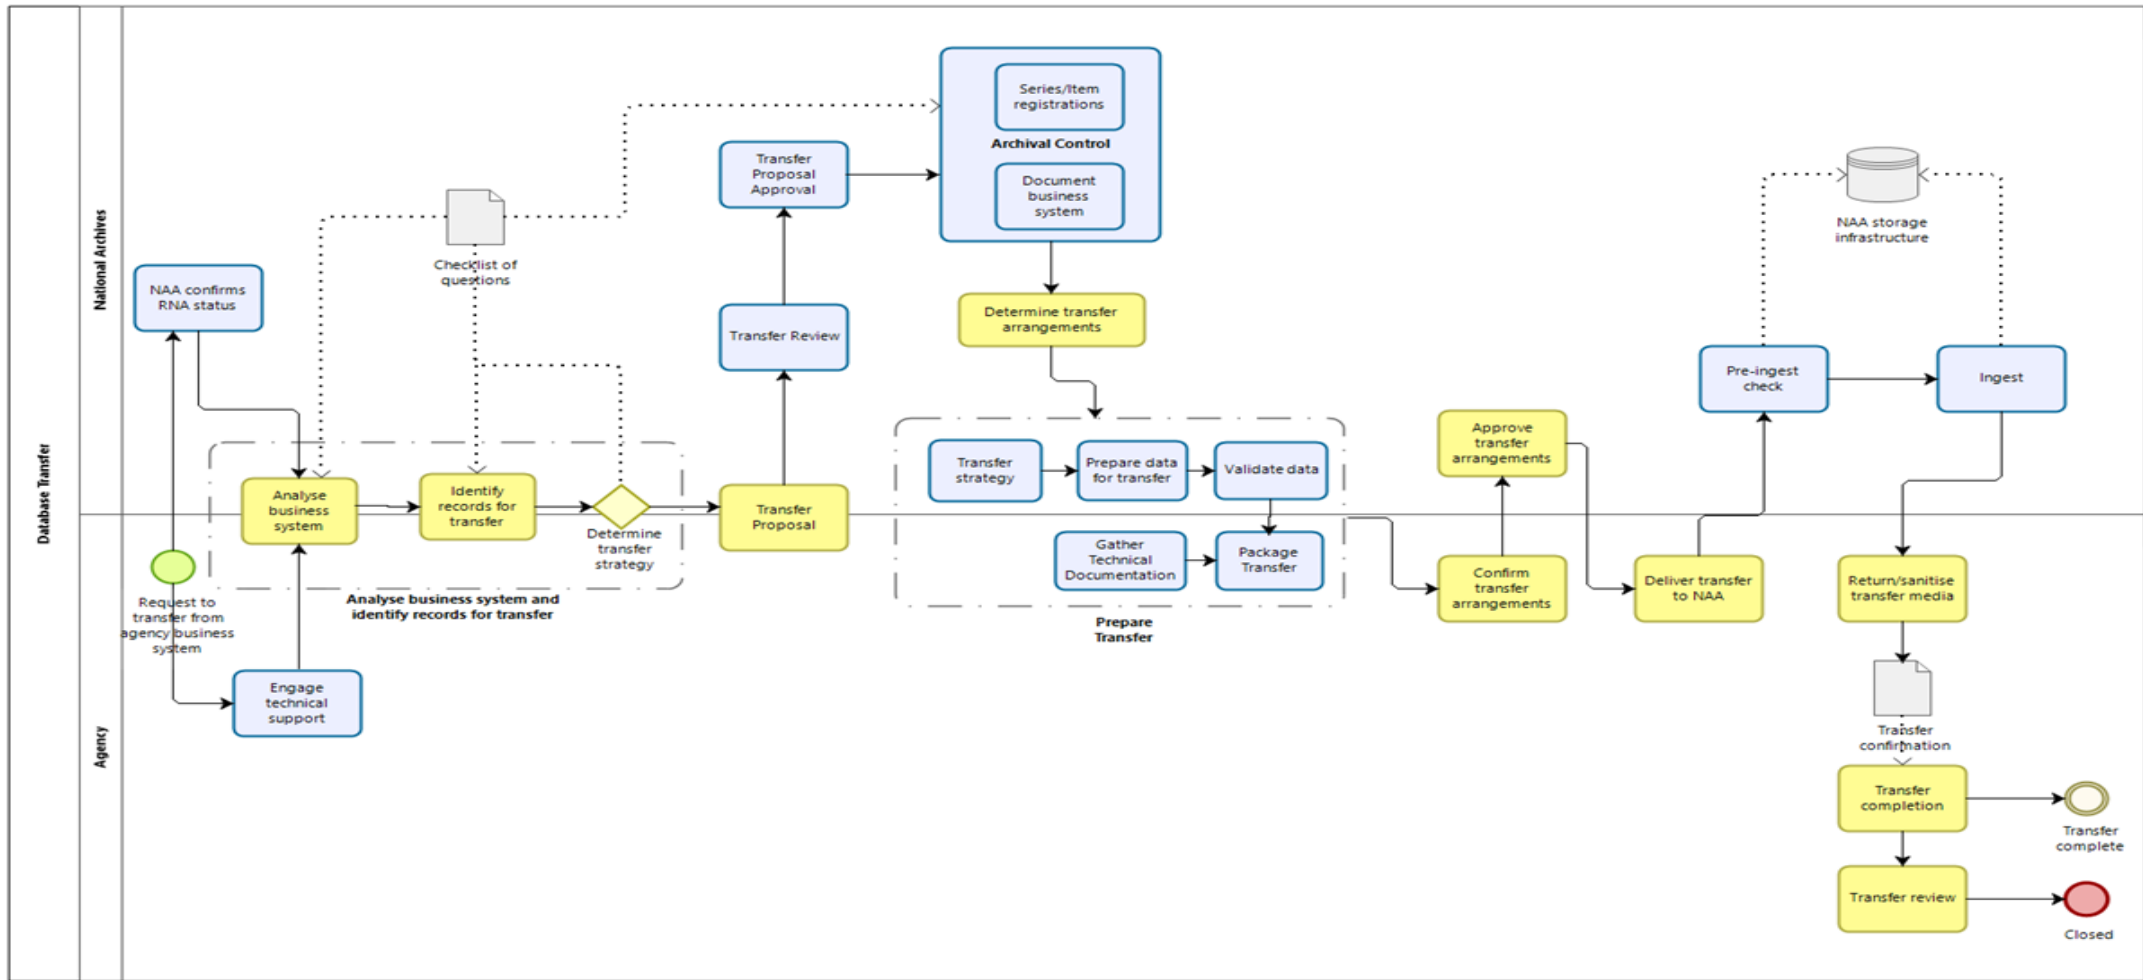 Database Transfer
National Archives
Agency
NAA confirms
RNA status
Request to
transfer from
agency business
system
Engage
technical
support
Checklist of
questions
Analyse
business
system
Identify
records for
transfer
Determine
transfer
strategy
Analyse business system and
identify records for transfer
Transfer
Proposal
Transfer Review
Transfer
Proposal
Approval
Series/Item
registrations
Archival Control
Document
business
system
Determine transfer
arrangements
Transfer
strategy
Prepare data
for transfer
Validate data
Gather
Technical
Documentation
Package
Transfer
Prepare
Transfer
Confirm
transfer
arrangements
Approve
transfer
arrangements
Deliver transfer
to NAA
Pre-ingest
check
NAA storage
infrastructure
Ingest
Return/sanitise
transfer media
Transfer
confirmation
Transfer
completion
Transfer
complete
Transfer review
Closed